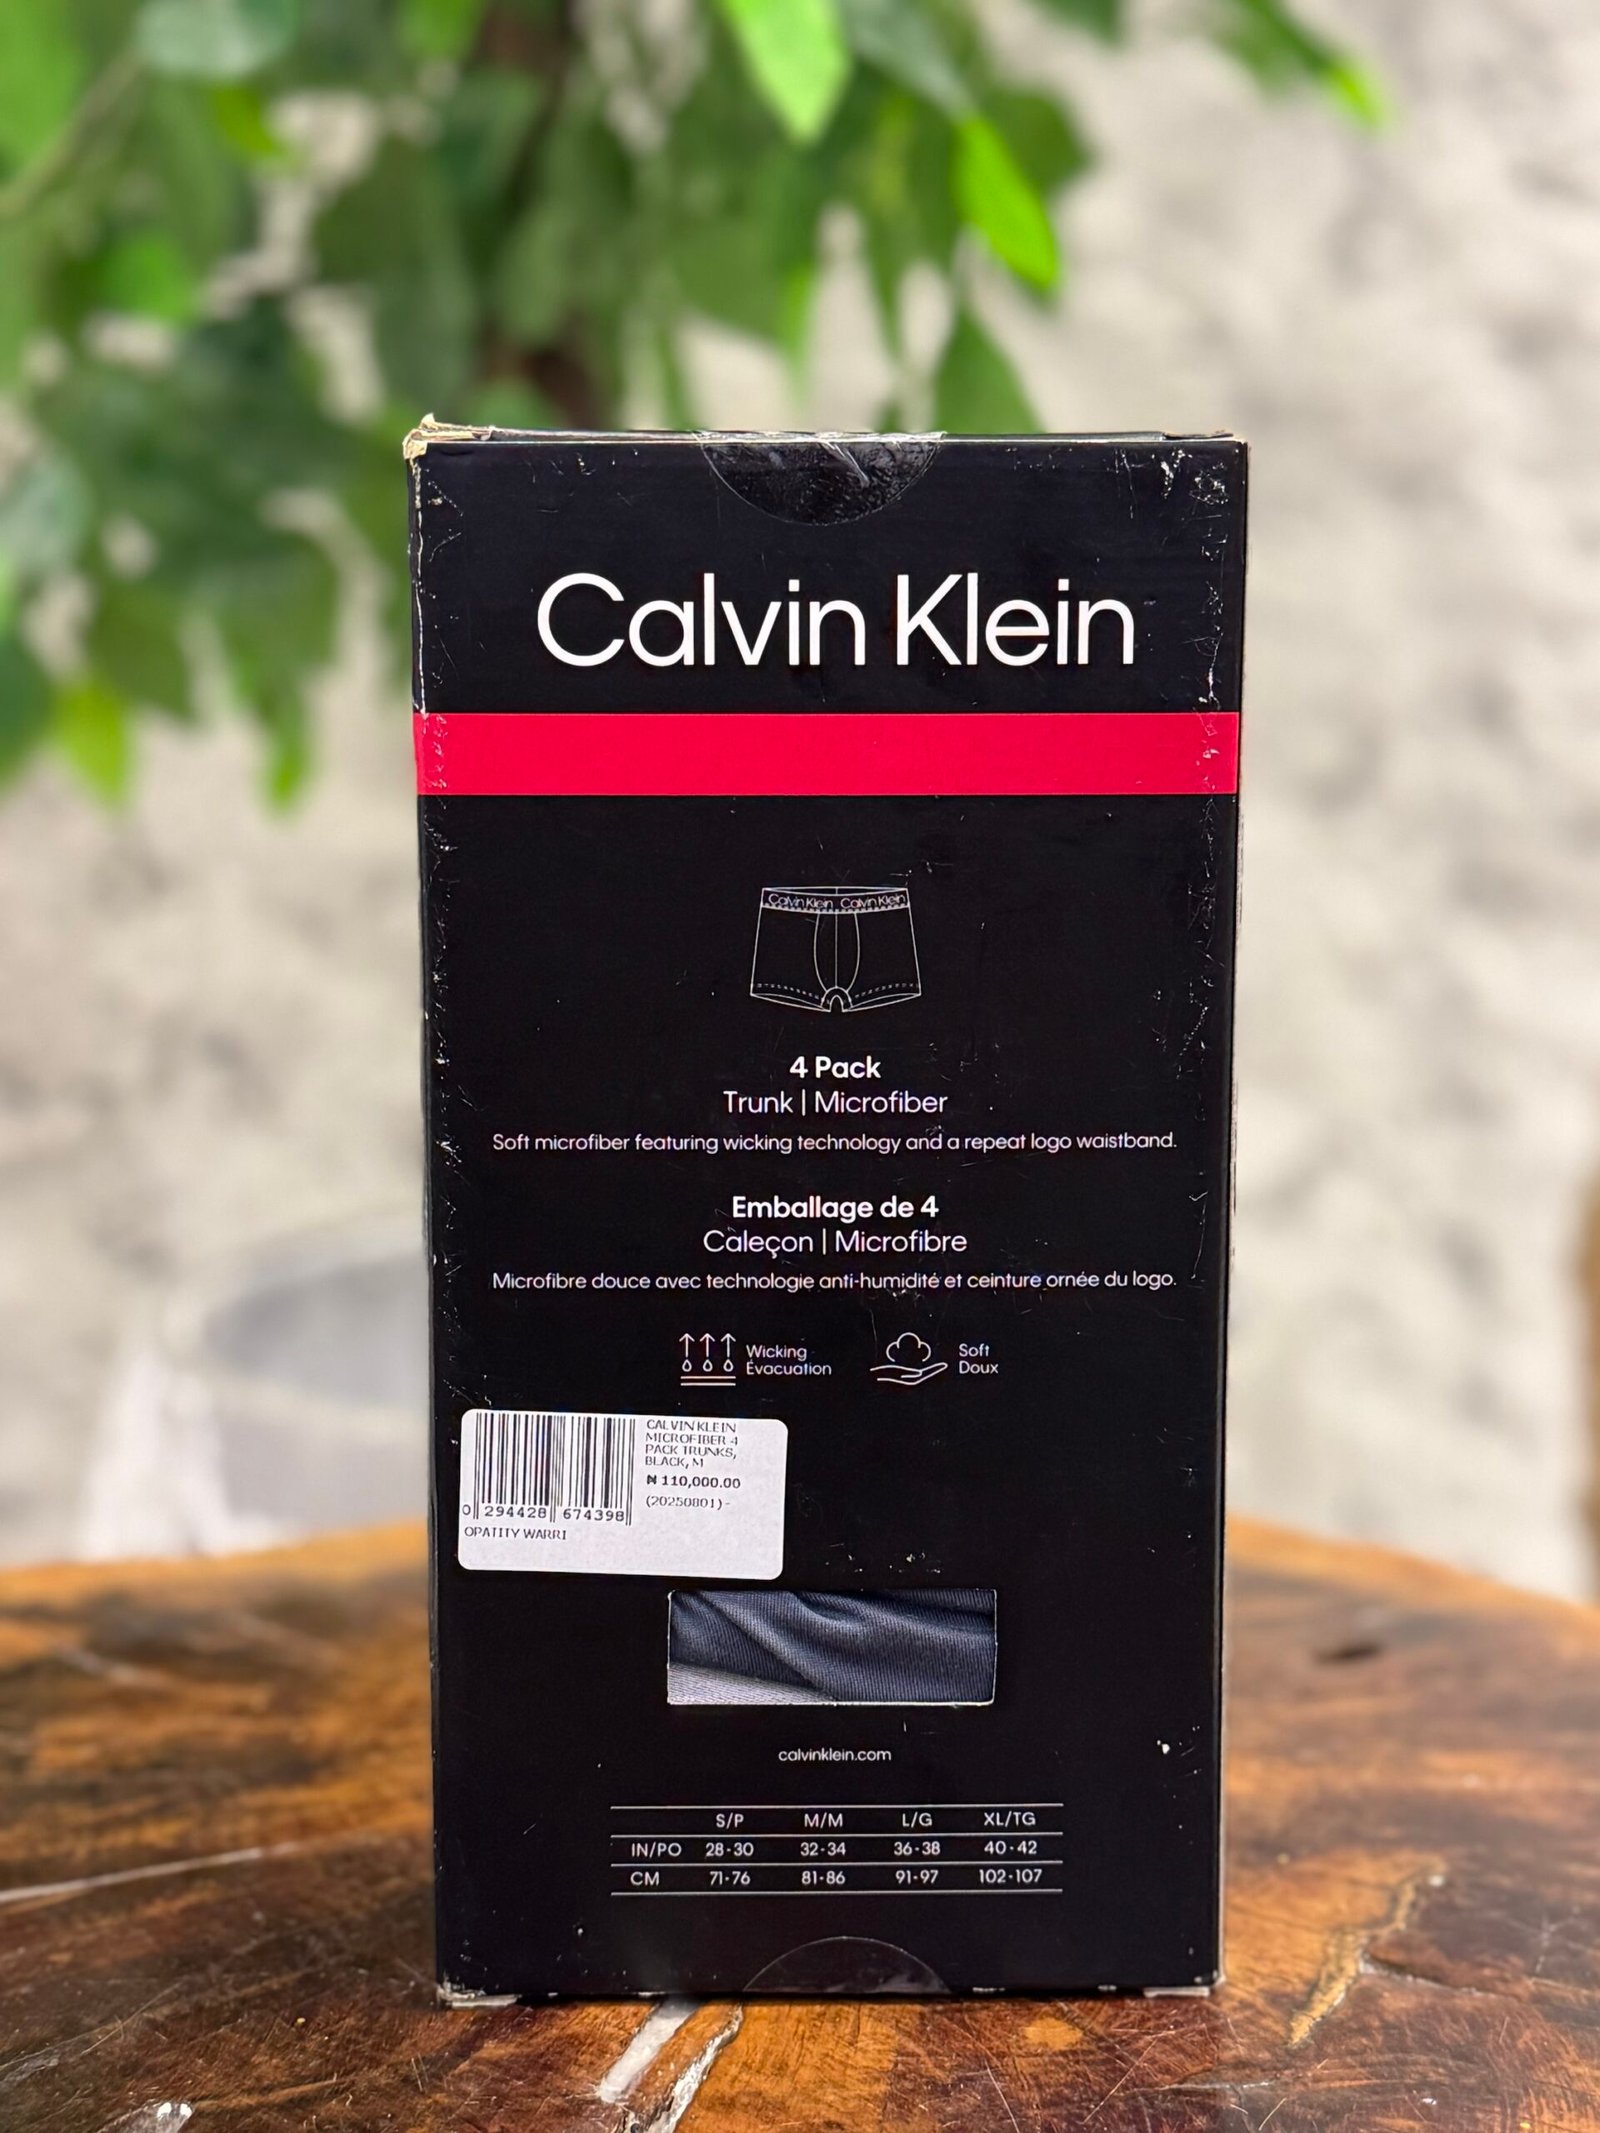 Calvin Klein
Calvin Klein Calvin Klein
4 Pack
Trunk | Microfiber
Soft microfiber featuring wicking technology and a repeat logo waistband.
Emballage de 4
Caleçon | Microfibre
Microfibre douce avec technologie anti-humidité et ceinture ornée du logo.
Wicking
Évacuation
Soft
Doux
CALVIN KLEIN
MICROFIBER 4
PACK TRUNKS,
BLACK, M
₦ 110,000.00
(20250801)-
0 294428 674398
OPATITY WARRI
calvinklein.com
S/P M/M L/G XL/TG
IN/PO 28-30 32-34 36-38 40-42
CM 71-76 81-86 91-97 102-107